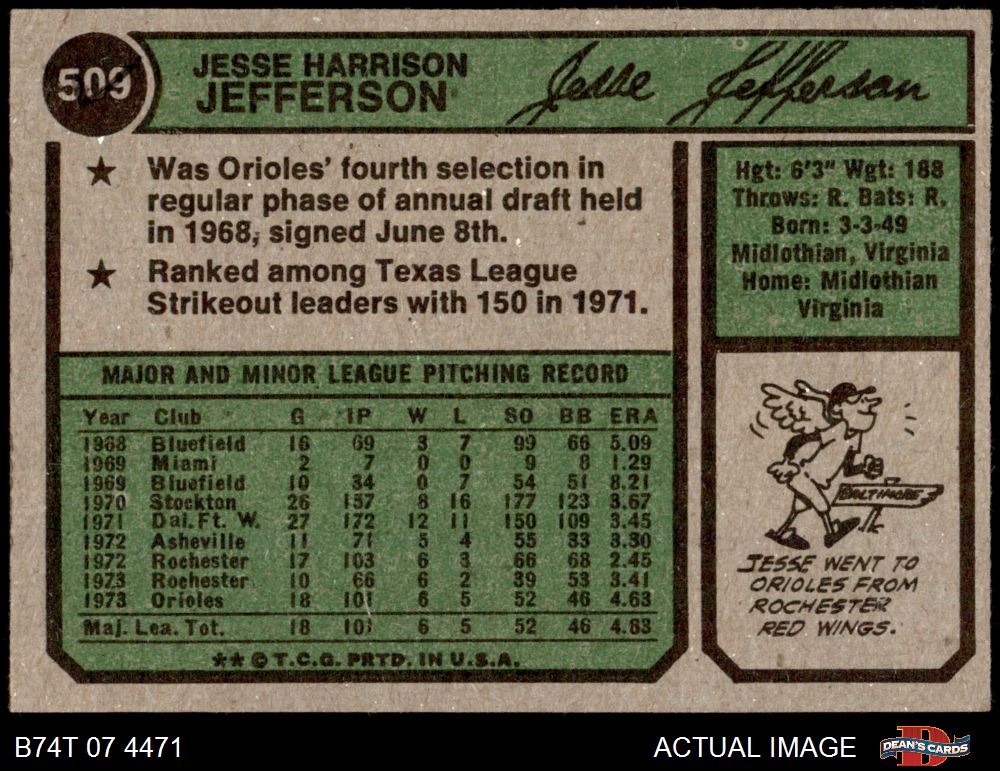 509
JESSE HARRISON
JEFFERSON
Jesse Jefferson
★ Was Orioles' fourth selection in
regular phase of annual draft held
in 1968, signed June 8th.
★ Ranked among Texas League
Strikeout leaders with 150 in 1971.
Hgt: 6'3" Wgt: 188
Throws: R. Bats: R.
Born: 3-3-49
Midlothian, Virginia
Home: Midlothian
Virginia
MAJOR AND MINOR LEAGUE PITCHING RECORD
Year Club G IP W L SO BB ERA
1968 Bluefield 16 69 3 7 99 66 5.09
1969 Miami 2 7 0 0 9 8 1.29
1969 Bluefield 10 34 0 7 54 51 8.21
1970 Stockton 26 157 8 16 177 123 3.67
1971 Dal. Ft. W. 27 172 12 11 150 109 3.45
1972 Asheville 11 71 5 4 55 33 3.30
1972 Rochester 17 103 6 3 66 68 2.45
1973 Rochester 10 66 6 2 39 53 3.41
1973 Orioles 18 101 6 5 52 46 4.63
Maj. Lea. Tot. 18 101 6 5 52 46 4.63
★★ © T.C.G. PRTD. IN U.S.A.
BALTIMORE
JESSE WENT TO
ORIOLES FROM
ROCHESTER
RED WINGS.
B74T 07 4471
ACTUAL IMAGE
DEAN'S CARDS